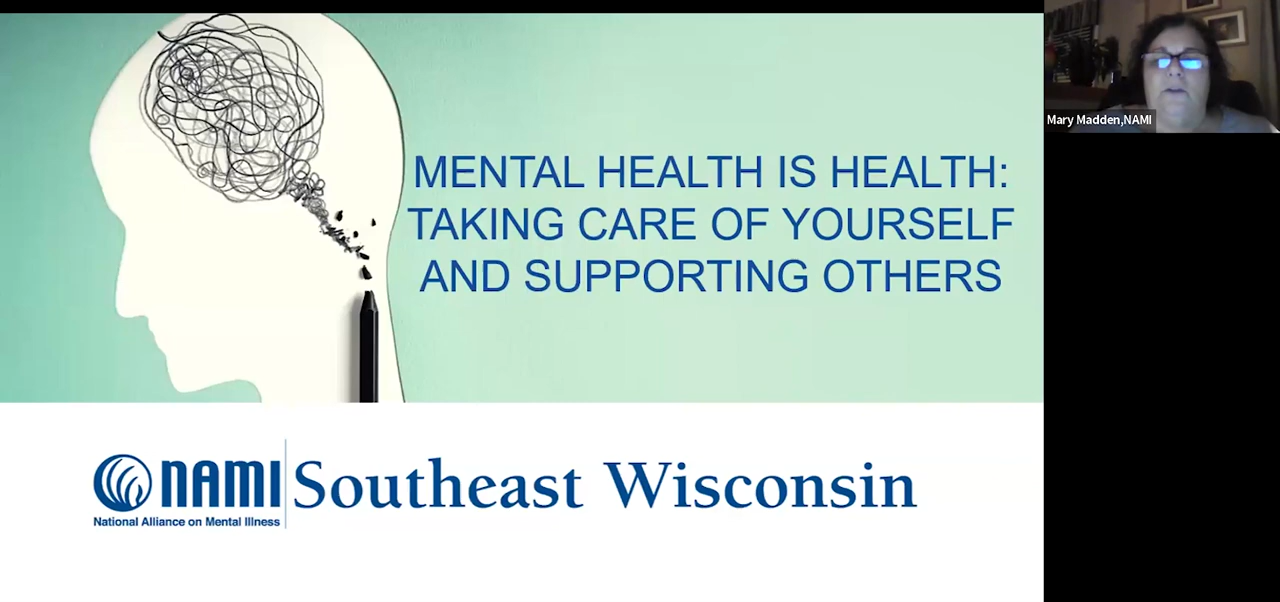 MENTAL HEALTH IS HEALTH:
TAKING CARE OF YOURSELF
AND SUPPORTING OTHERS
NAMI Southeast Wisconsin
National Alliance on Mental Illness
Mary Madden,NAMI